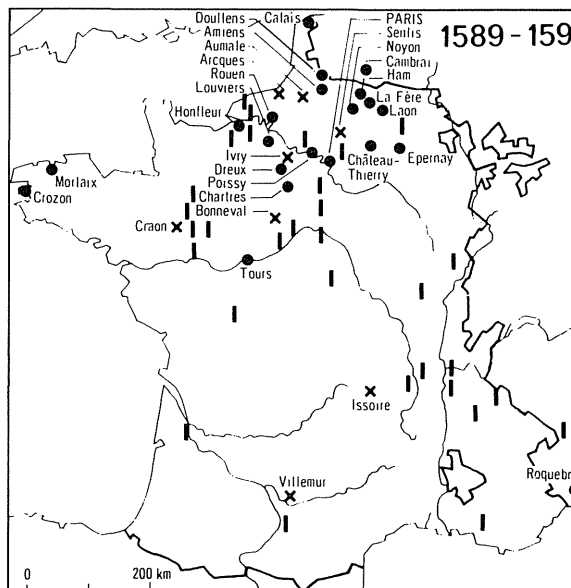 Doullens
Calais
Amiens
Aumale
Arcques
Rouen
Louviers
Honfleur
PARIS
Senlis
Noyon
Cambrai
Ham
1589-159
La Fère
Laon
Ivry
Dreux
Poissy
Chartres
Bonneval
Château-
Thierry
Epernay
Morlaix
Crozon
Craon
Tours
Issoire
Villemur
Roquebr
0
200 km